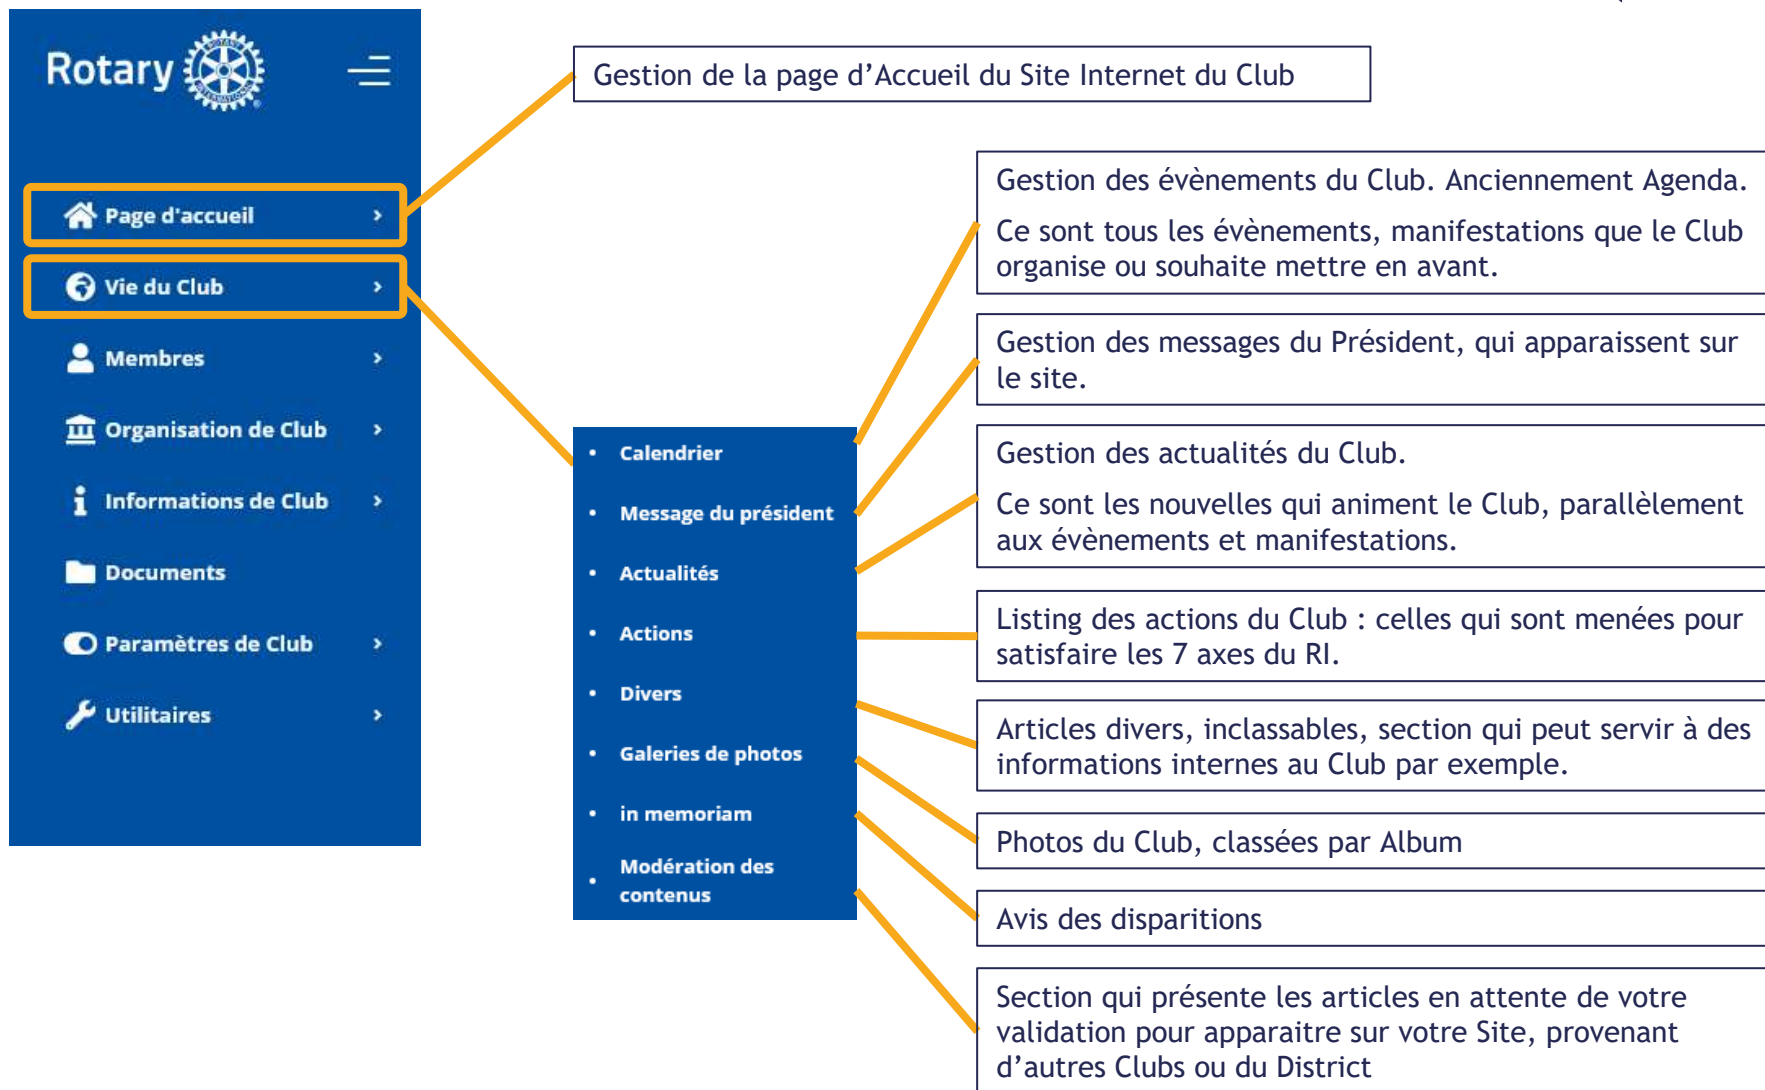 Rotary
Page d'accueil
Vie du Club
Membres
Organisation de Club
Informations de Club
Documents
Paramètres de Club
Utilitaires
Gestion de la page d’Accueil du Site Internet du Club
Calendrier
Message du président
Actualités
Actions
Divers
Galeries de photos
in memoriam
Modération des
contenus
Gestion des évènements du Club. Anciennement Agenda.
Ce sont tous les évènements, manifestations que le Club
organise ou souhaite mettre en avant.
Gestion des messages du Président, qui apparaissent sur
le site.
Gestion des actualités du Club.
Ce sont les nouvelles qui animent le Club, parallèlement
aux évènements et manifestations.
Listing des actions du Club : celles qui sont menées pour
satisfaire les 7 axes du RI.
Articles divers, inclassables, section qui peut servir à des
informations internes au Club par exemple.
Photos du Club, classées par Album
Avis des disparitions
Section qui présente les articles en attente de votre
validation pour apparaitre sur votre Site, provenant
d’autres Clubs ou du District